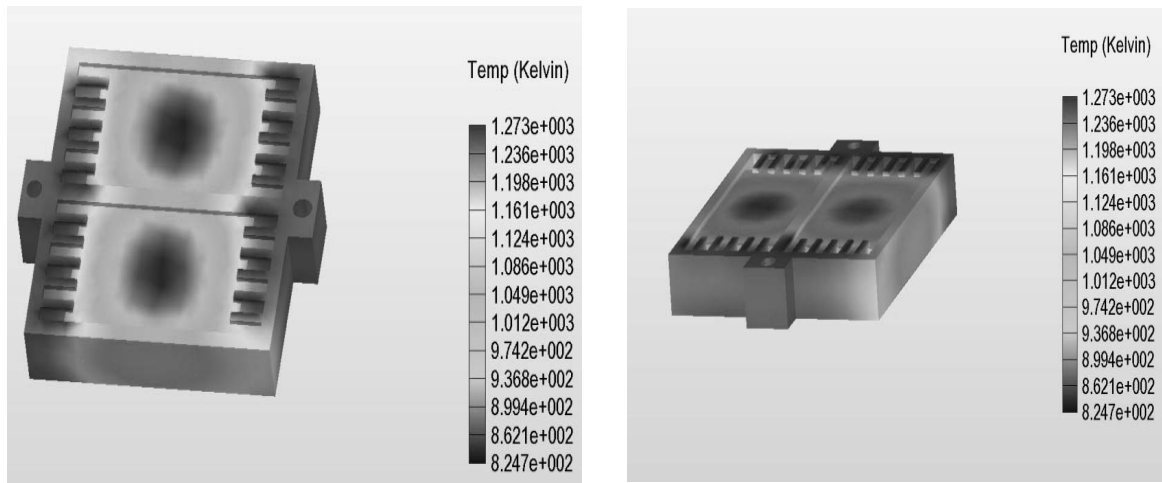 Temp (Kelvin)
1.273e+003
1.236e+003
1.198e+003
1.161e+003
1.124e+003
1.086e+003
1.049e+003
1.012e+003
9.742e+002
9.368e+002
8.994e+002
8.621e+002
8.247e+002
Temp (Kelvin)
1.273e+003
1.236e+003
1.198e+003
1.161e+003
1.124e+003
1.086e+003
1.049e+003
1.012e+003
9.742e+002
9.368e+002
8.994e+002
8.621e+002
8.247e+002